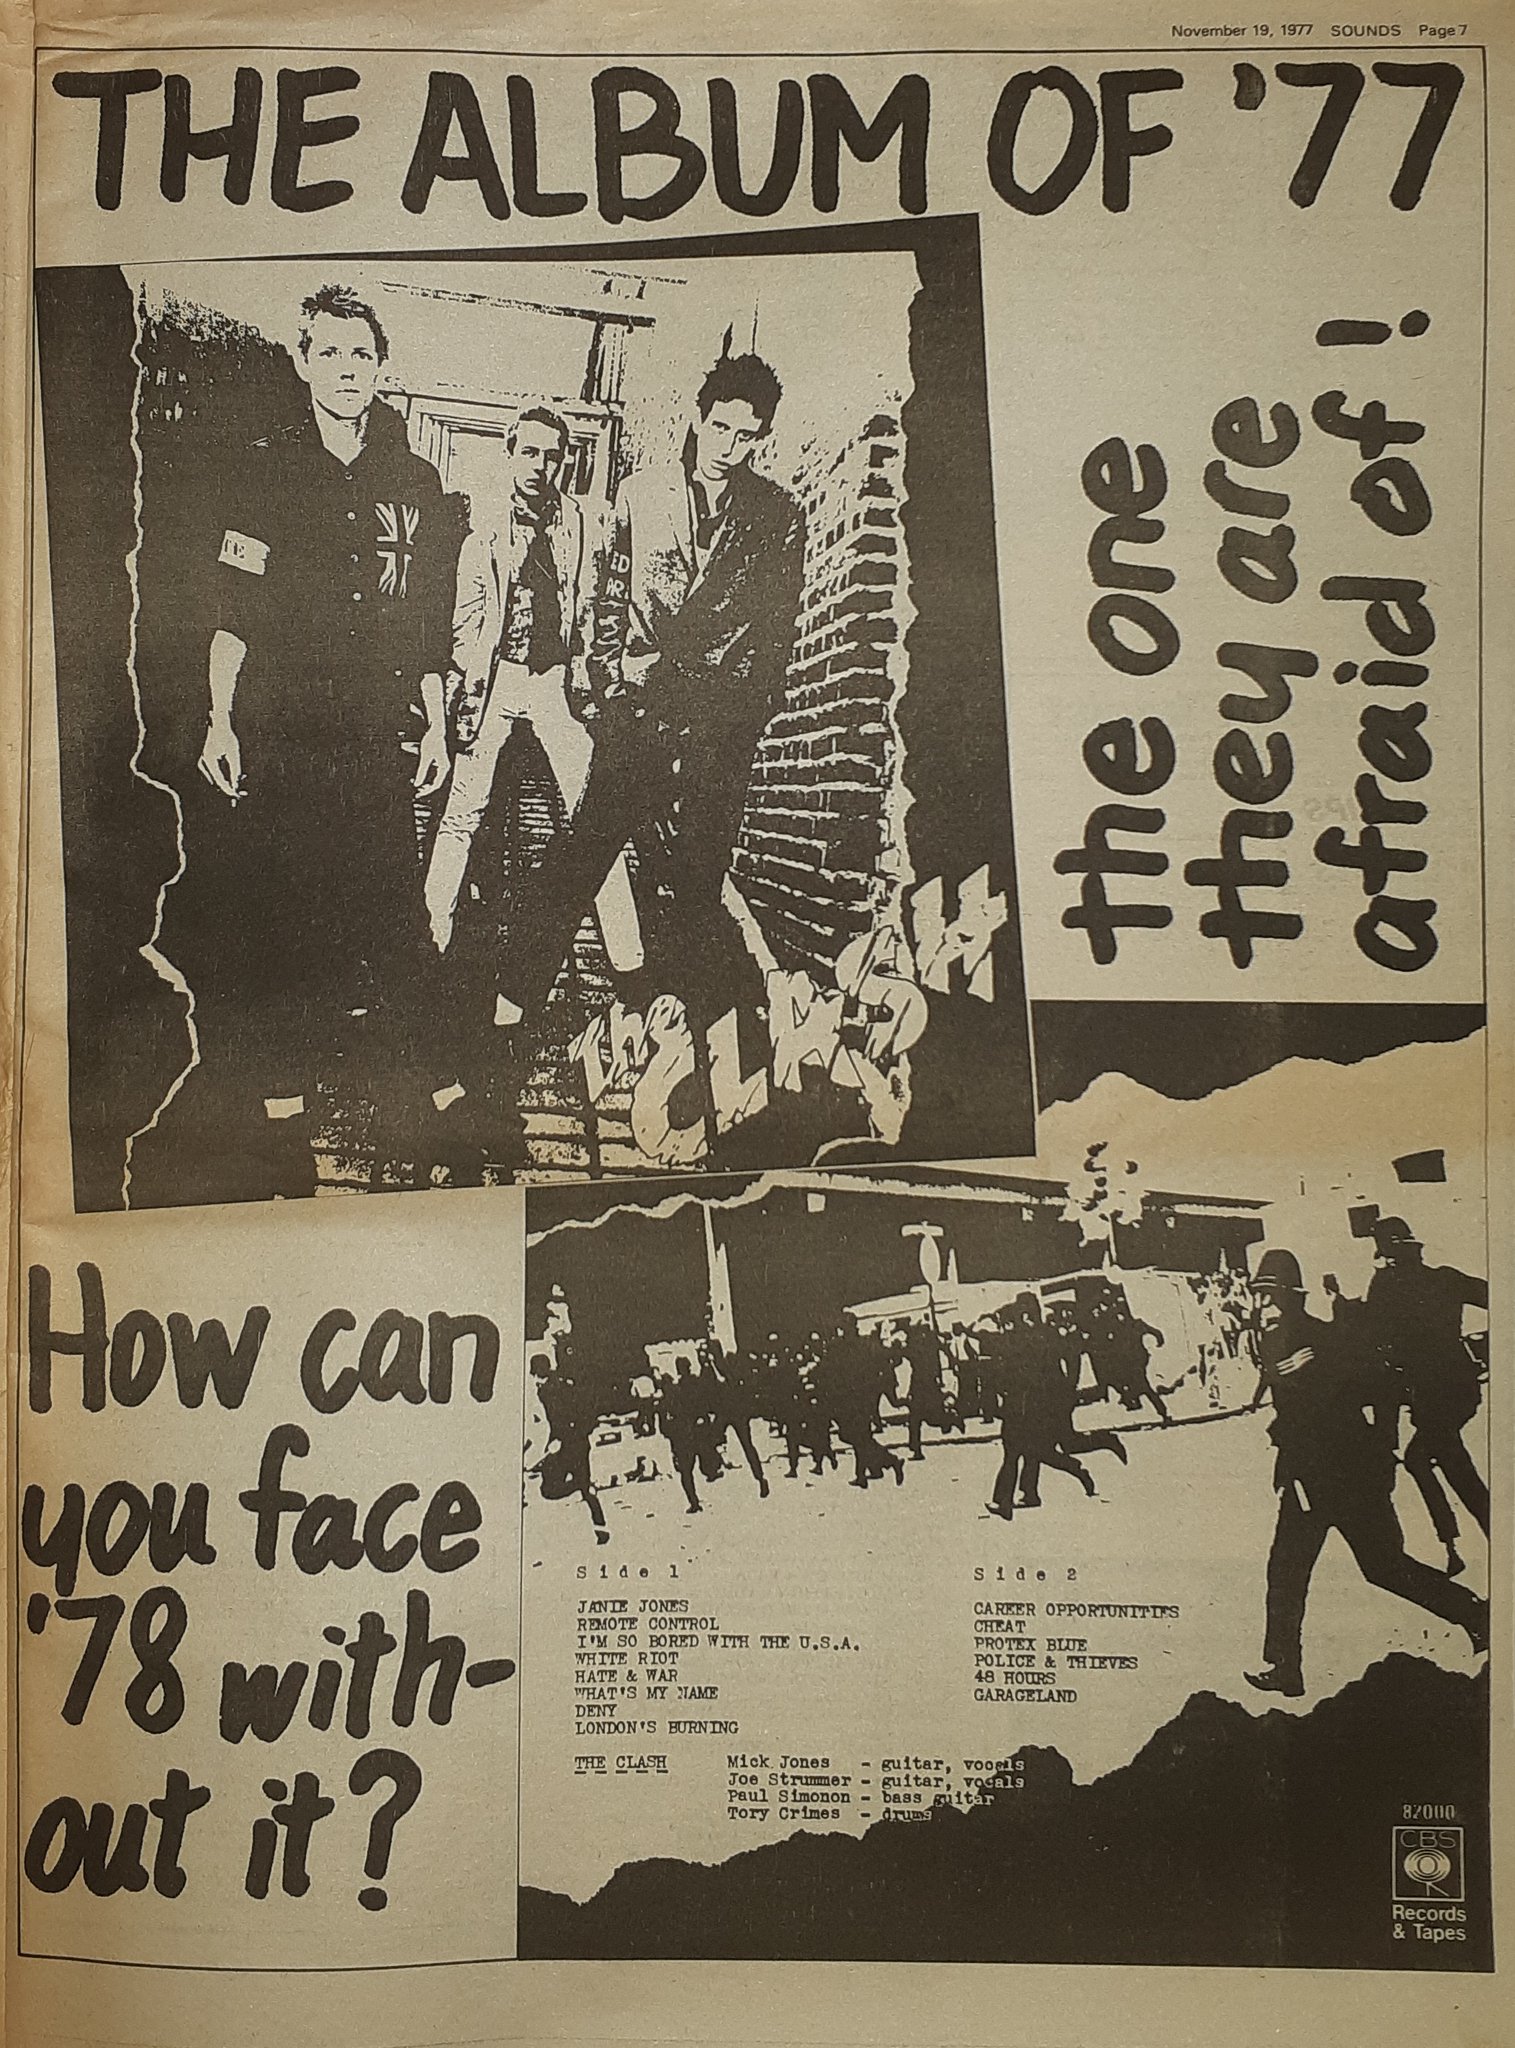 November 19, 1977 SOUNDS Page 7
THE ALBUM OF '77
the one
they are
afraid of!
THE CLASH
How can
you face
'78 with-
out it?
Side 1
JANIE JONES
REMOTE CONTROL
I'M SO BORED WITH THE U.S.A.
WHITE RIOT
HATE & WAR
WHAT'S MY NAME
DENY
LONDON'S BURNING
Side 2
CAREER OPPORTUNITIES
CHEAT
PROTEX BLUE
POLICE & THIEVES
48 HOURS
GARAGELAND
THE CLASH
Mick Jones - guitar, vocals
Joe Strummer - guitar, vocals
Paul Simonon - bass guitar
Tory Crimes - drums
82000
CBS
Records
& Tapes